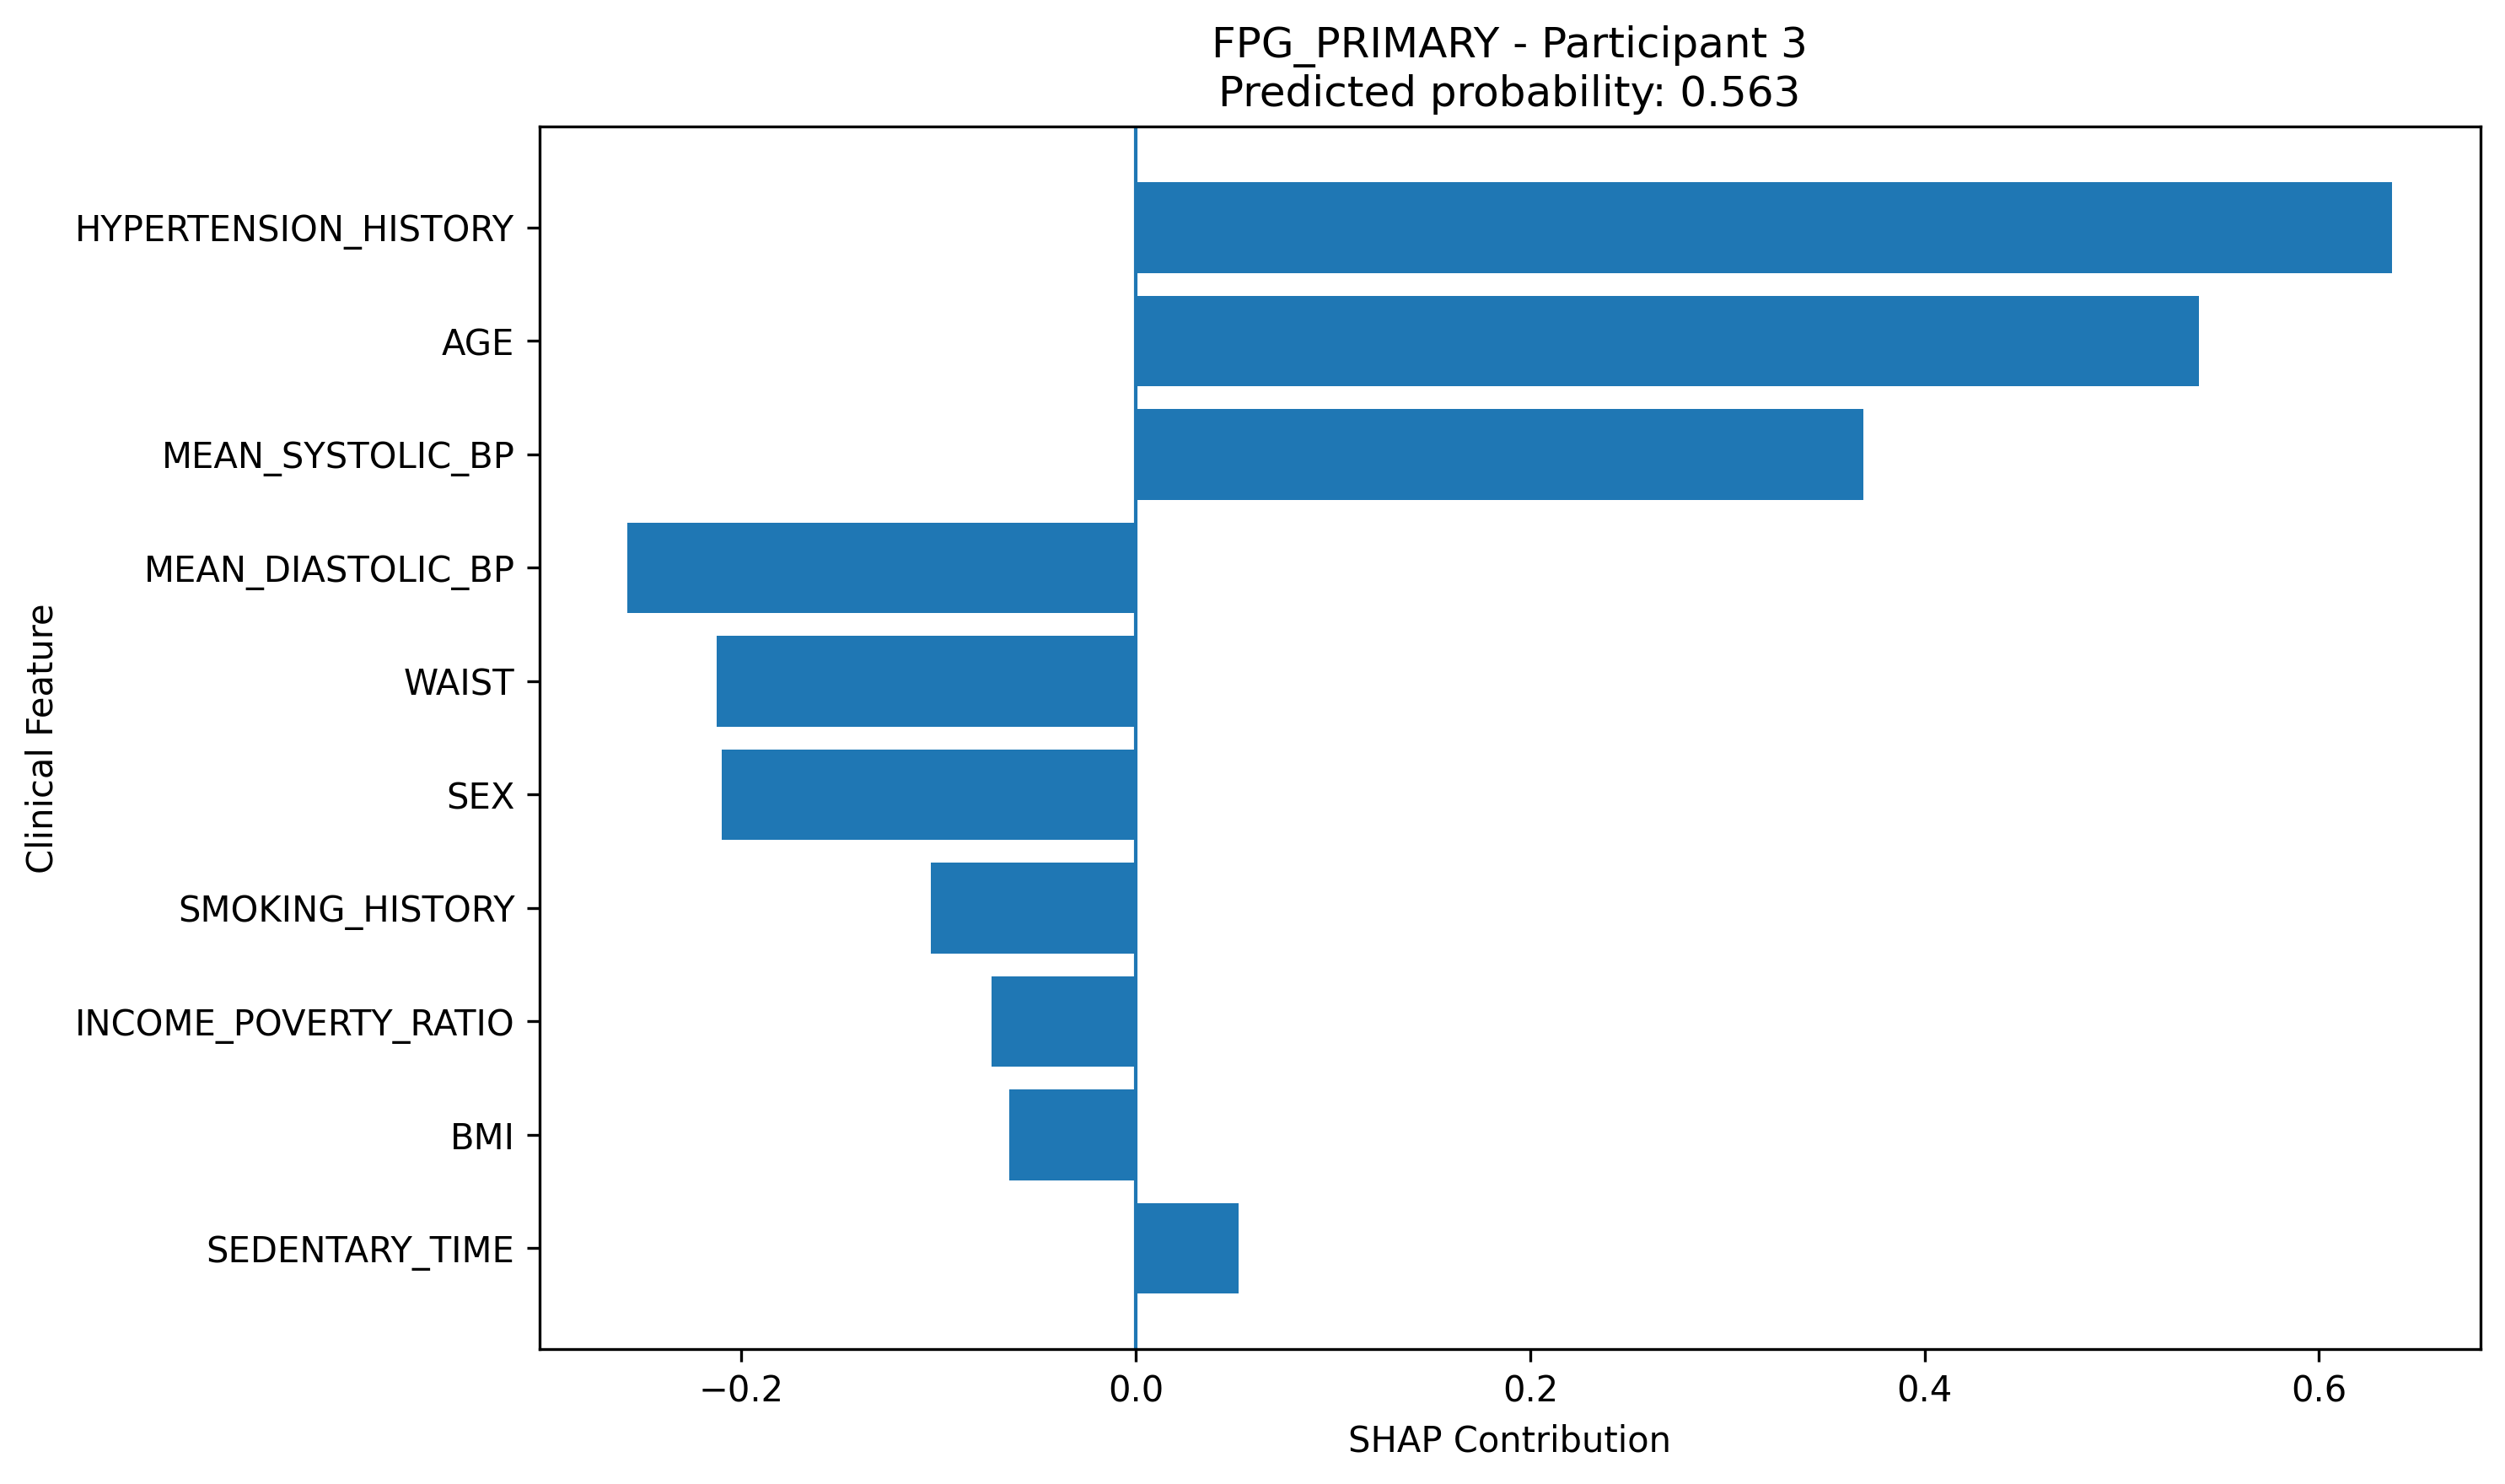 FPG_PRIMARY - Participant 3
Predicted probability: 0.563
HYPERTENSION_HISTORY
AGE
MEAN_SYSTOLIC_BP
MEAN_DIASTOLIC_BP
WAIST
SEX
SMOKING_HISTORY
INCOME_POVERTY_RATIO
BMI
SEDENTARY_TIME
Clinical Feature
−0.2
0.0
0.2
0.4
0.6
SHAP Contribution